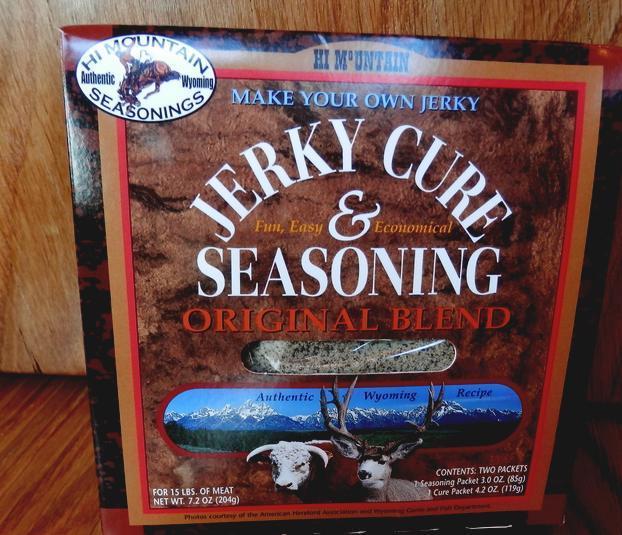 HI MOUNTAIN
Authentic Wyoming
SEASONINGS
HI MOUNTAIN
MAKE YOUR OWN JERKY
JERKY CURE
Fun, Easy & Economical
SEASONING
ORIGINAL BLEND
Authentic Wyoming Recipe
FOR 15 LBS. OF MEAT
NET WT. 7.2 OZ (204g)
CONTENTS: TWO PACKETS
1 Seasoning Packet 3.0 OZ. (85g)
1 Cure Packet 4.2 OZ. (119g)
Photos courtesy of the American Hereford Association and Wyoming Game and Fish Department.